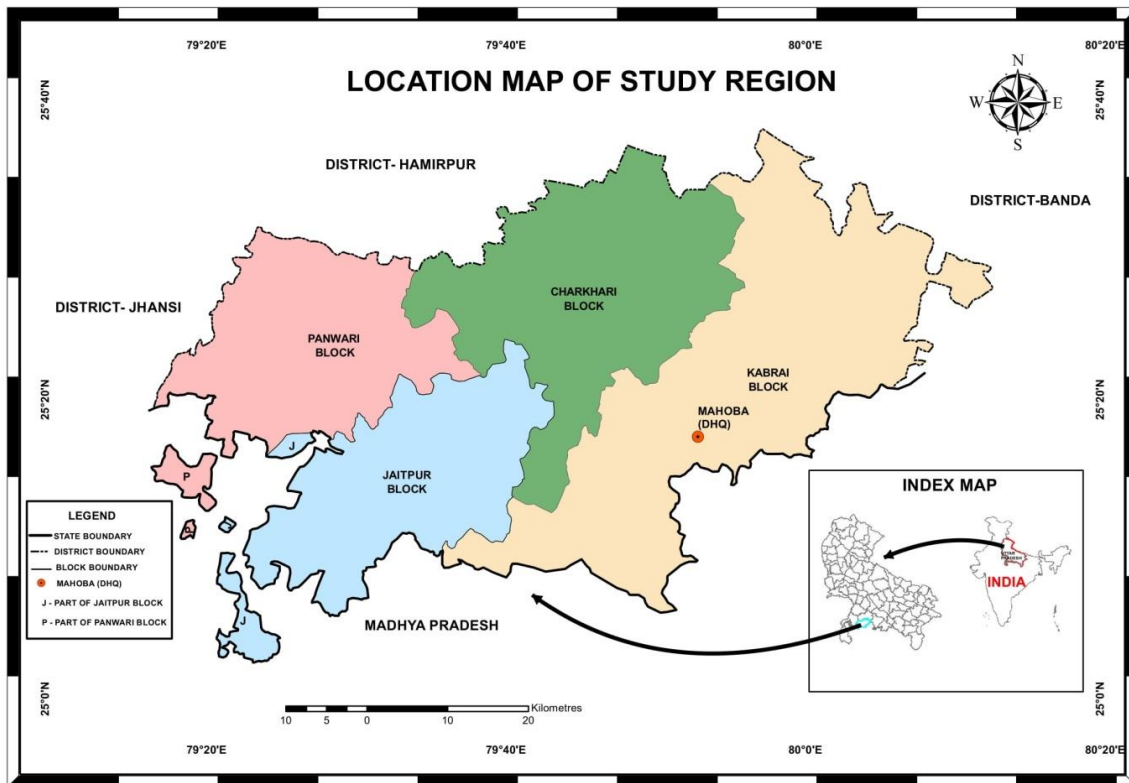 79°20'E 79°40'E 80°0'E 80°20'E
LOCATION MAP OF STUDY REGION
N
W E
S
25°40'N 25°40'N
DISTRICT- HAMIRPUR
DISTRICT-BANDA
DISTRICT- JHANSI
CHARKHARI
BLOCK
PANWARI
BLOCK
KABRAI
BLOCK
25°20'N 25°20'N
MAHOBA
(DHQ)
J
JAITPUR
BLOCK
P
INDEX MAP
LEGEND
STATE BOUNDARY
DISTRICT BOUNDARY
BLOCK BOUNDARY
MAHOBA (DHQ)
J - PART OF JAITPUR BLOCK
P - PART OF PANWARI BLOCK
UTTAR
PRADESH
INDIA
J
MADHYA PRADESH
25°0'N 25°0'N
Kilometres
10 5 0 10 20
79°20'E 79°40'E 80°0'E 80°20'E